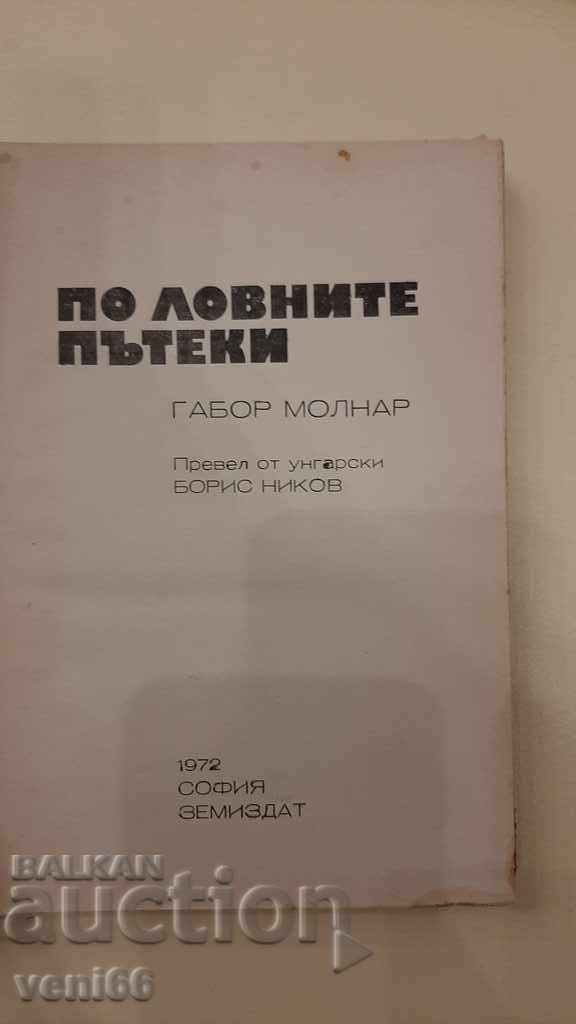 ПО ЛОВНИТЕ
ПЪТЕКИ
ГАБОР МОЛНАР
Превел от унгарски
БОРИС НИКОВ
1972
СОФИЯ
ЗЕМИЗДАТ
BALKAN
auction
veni66